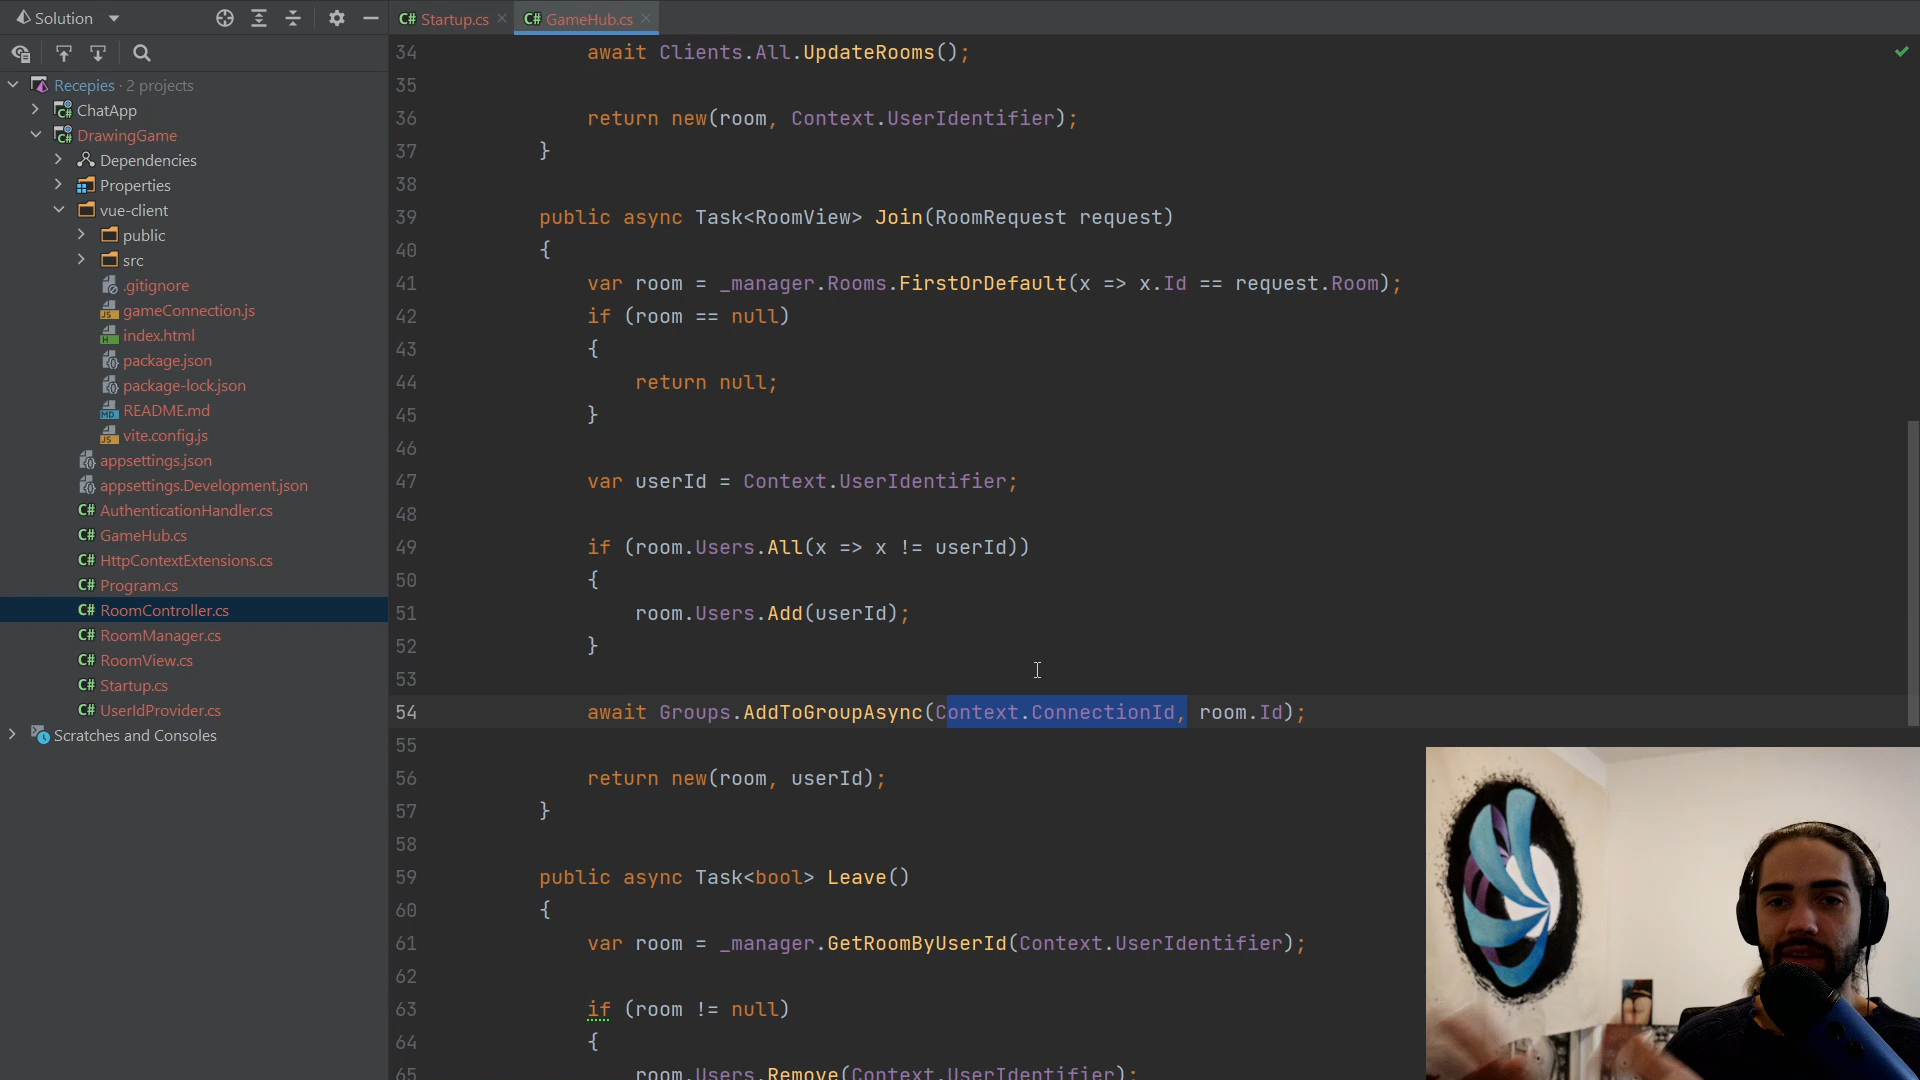 Solution
Startup.cs
GameHub.cs
Recepies · 2 projects
ChatApp
DrawingGame
Dependencies
Properties
vue-client
public
src
.gitignore
gameConnection.js
index.html
package.json
package-lock.json
README.md
vite.config.js
appsettings.json
appsettings.Development.json
C# AuthenticationHandler.cs
C# GameHub.cs
C# HttpContextExtensions.cs
C# Program.cs
C# RoomController.cs
C# RoomManager.cs
C# RoomView.cs
C# Startup.cs
C# UserIdProvider.cs
Scratches and Consoles
34 await Clients.All.UpdateRooms();
35
36 return new(room, Context.UserIdentifier);
37 }
38
39 public async Task<RoomView> Join(RoomRequest request)
40 {
41 var room = _manager.Rooms.FirstOrDefault(x => x.Id == request.Room);
42 if (room == null)
43 {
44 return null;
45 }
46
47 var userId = Context.UserIdentifier;
48
49 if (room.Users.All(x => x != userId))
50 {
51 room.Users.Add(userId);
52 }
53
54 await Groups.AddToGroupAsync(Context.ConnectionId, room.Id);
55
56 return new(room, userId);
57 }
58
59 public async Task<bool> Leave()
60 {
61 var room = _manager.GetRoomByUserId(Context.UserIdentifier);
62
63 if (room != null)
64 {
65 room.Users.Remove(Context.UserIdentifier);